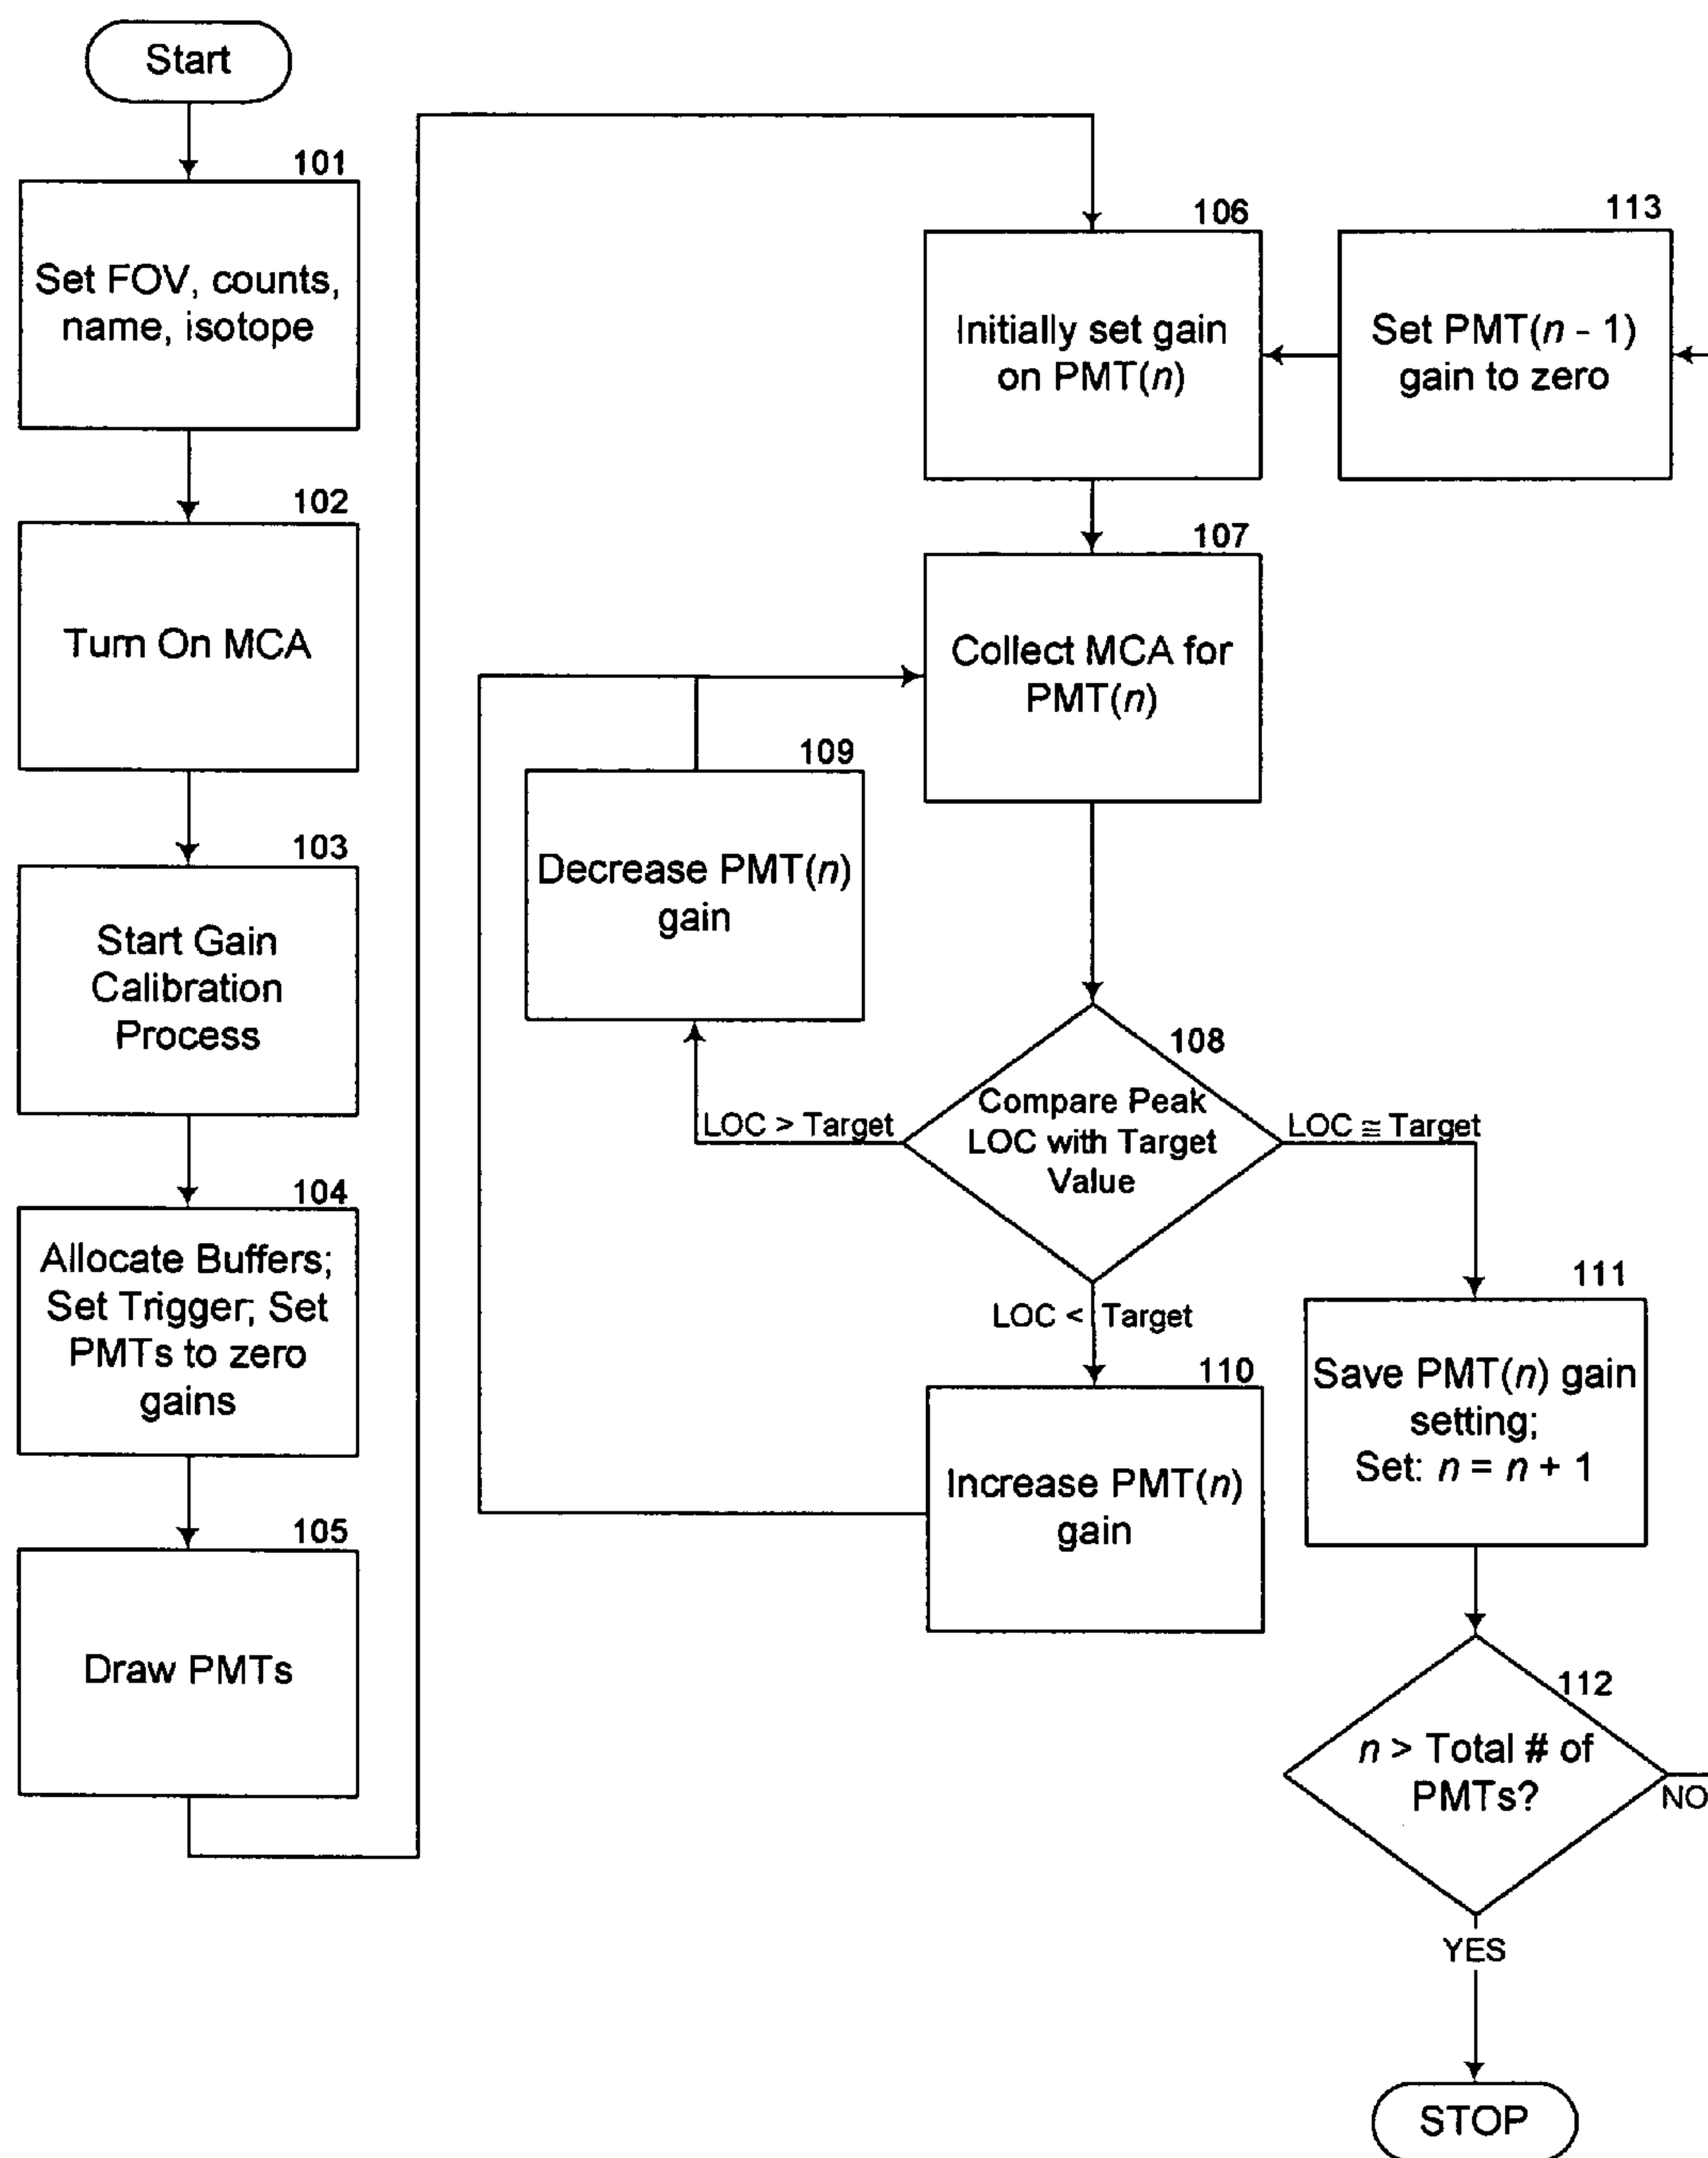 Start
101
Set FOV, counts,
name, isotope
102
Turn On MCA
103
Start Gain
Calibration
Process
104
Allocate Buffers;
Set Trigger; Set
PMTs to zero
gains
105
Draw PMTs
106
Initially set gain
on PMT(n)
113
Set PMT(n - 1)
gain to zero
107
Collect MCA for
PMT(n)
109
Decrease PMT(n)
gain
108
Compare Peak
LOC with Target
Value
LOC > Target
LOC ≅ Target
LOC < Target
110
Increase PMT(n)
gain
111
Save PMT(n) gain
setting;
Set: n = n + 1
112
n > Total # of
PMTs?
NO
YES
STOP